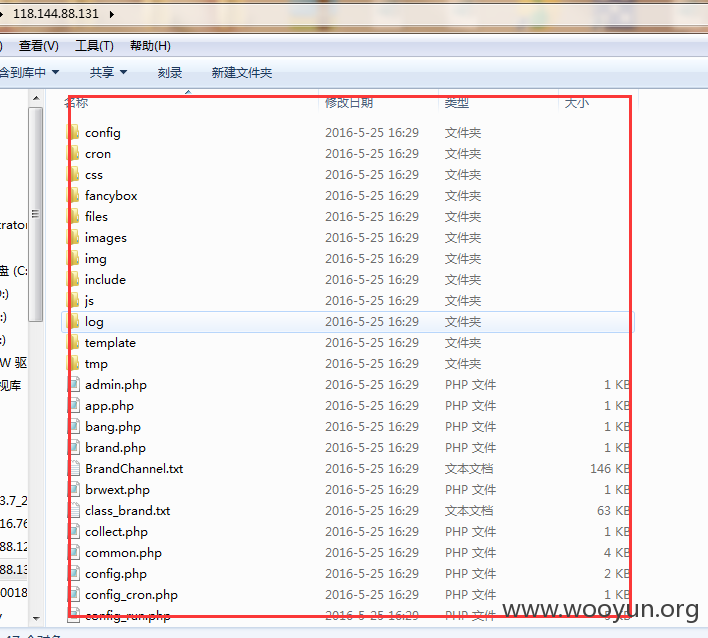 118.144.88.131
) 查看(V) 工具(T) 帮助(H)
含到库中 共享 刻录 新建文件夹
名称 修改日期 类型 大小
config 2016-5-25 16:29 文件夹
cron 2016-5-25 16:29 文件夹
css 2016-5-25 16:29 文件夹
fancybox 2016-5-25 16:29 文件夹
files 2016-5-25 16:29 文件夹
images 2016-5-25 16:29 文件夹
img 2016-5-25 16:29 文件夹
include 2016-5-25 16:29 文件夹
js 2016-5-25 16:29 文件夹
log 2016-5-25 16:29 文件夹
template 2016-5-25 16:29 文件夹
tmp 2016-5-25 16:29 文件夹
admin.php 2016-5-25 16:29 PHP 文件 1 KB
app.php 2016-5-25 16:29 PHP 文件 1 KB
bang.php 2016-5-25 16:29 PHP 文件 1 KB
brand.php 2016-5-25 16:29 PHP 文件 1 KB
BrandChannel.txt 2016-5-25 16:29 文本文档 146 KB
brwext.php 2016-5-25 16:29 PHP 文件 1 KB
class_brand.txt 2016-5-25 16:29 文本文档 63 KB
collect.php 2016-5-25 16:29 PHP 文件 1 KB
common.php 2016-5-25 16:29 PHP 文件 4 KB
config.php 2016-5-25 16:29 PHP 文件 2 KB
config_cron.php 2016-5-25 16:29 PHP 文件 1 KB
config_run.php 2016-5-25 16:29 PHP 文件 KB
trator
盘 (C:
:)
:)
:)
W 驱
视库
3.7_2
16.76
88.12
88.13
0018
www.wooyun.org